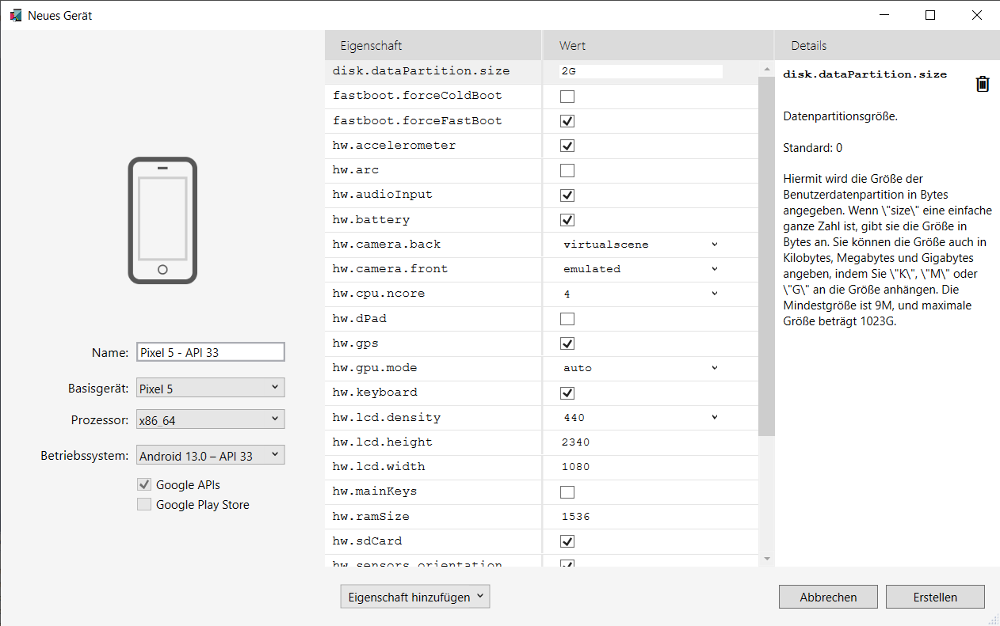 Neues Gerät
Eigenschaft Wert Details
disk.dataPartition.size 2G
fastboot.forceColdBoot
fastboot.forceFastBoot
hw.accelerometer
hw.arc
hw.audioInput
hw.battery
hw.camera.back virtualscene
hw.camera.front emulated
hw.cpu.ncore 4
hw.dPad
hw.gps
hw.gpu.mode auto
hw.keyboard
hw.lcd.density 440
hw.lcd.height 2340
hw.lcd.width 1080
hw.mainKeys
hw.ramSize 1536
hw.sdCard
hw.sensors.orientation
disk.dataPartition.size
Datenpartitionsgröße.
Standard: 0
Hiermit wird die Größe der
Benutzerdatenpartition in Bytes
angegeben. Wenn \"size\" eine einfache
ganze Zahl ist, gibt sie die Größe in
Bytes an. Sie können die Größe auch in
Kilobytes, Megabytes und Gigabytes
angeben, indem Sie \"K\", \"M\" oder
\"G\" an die Größe anhängen. Die
Mindestgröße ist 9M, und maximale
Größe beträgt 1023G.
Name: Pixel 5 - API 33
Basisgerät: Pixel 5
Prozessor: x86_64
Betriebssystem: Android 13.0 – API 33
Google APIs
Google Play Store
Eigenschaft hinzufügen
Abbrechen
Erstellen